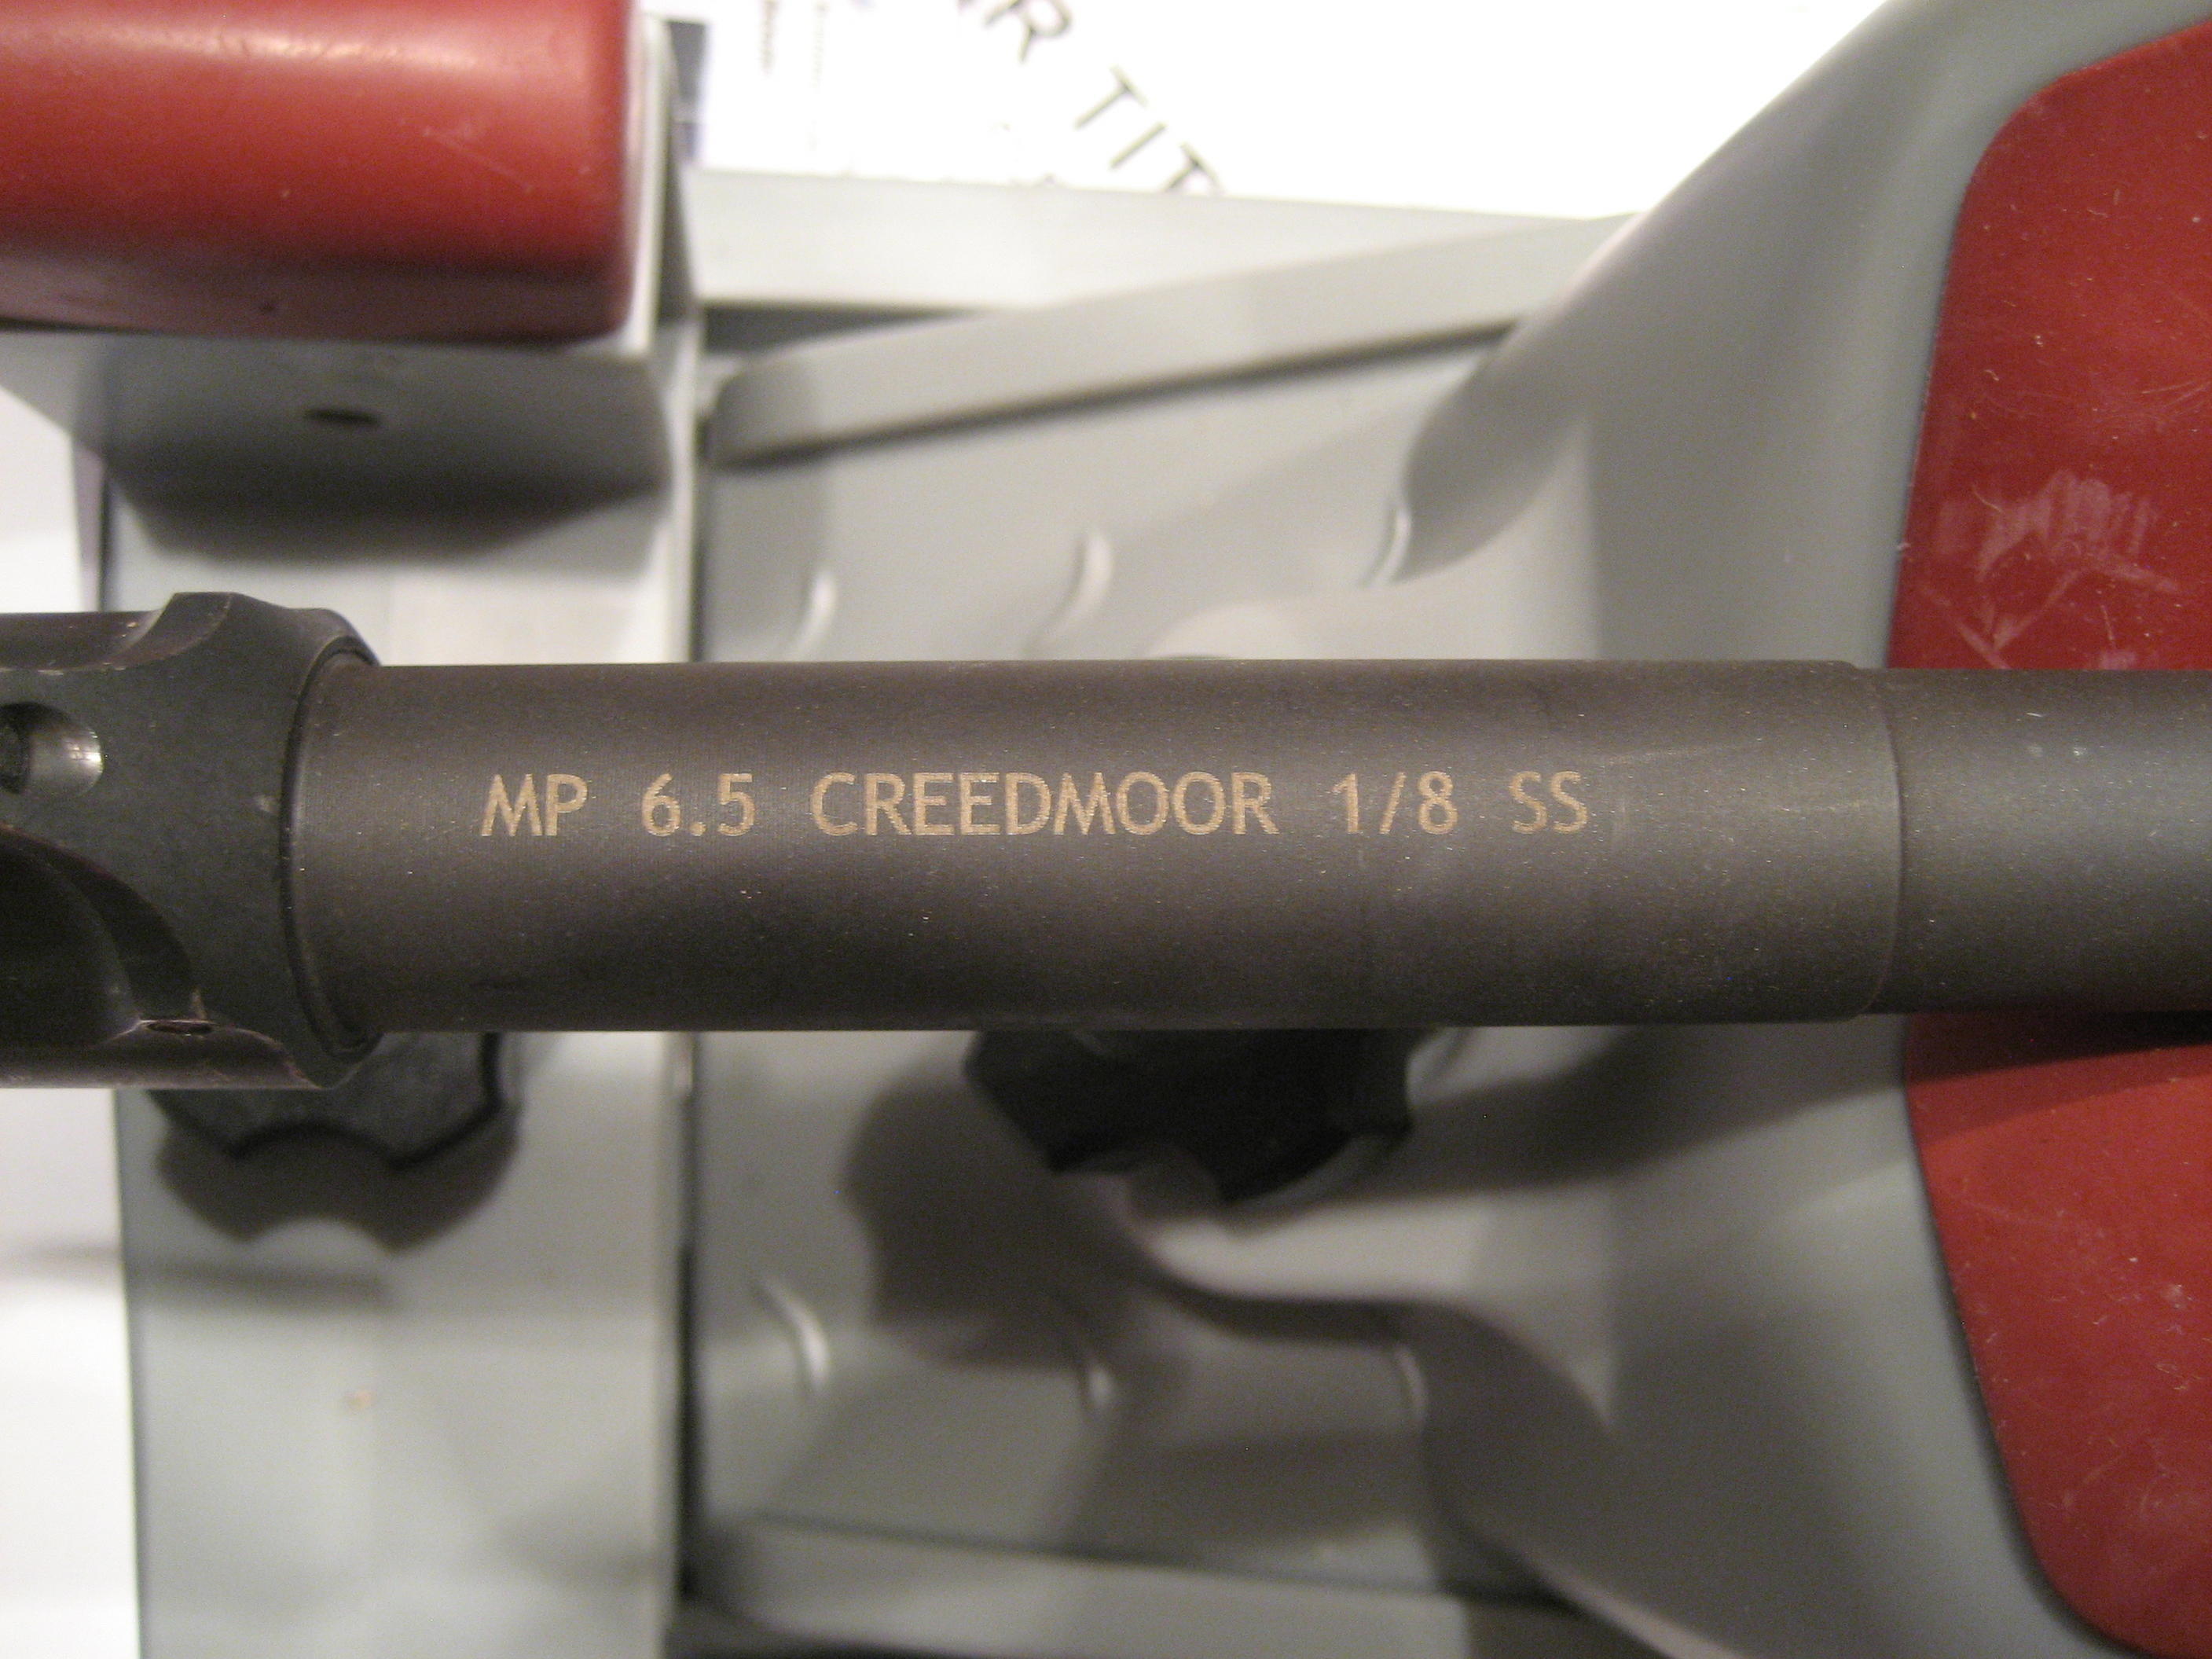 MP 6.5 CREEDMOOR 1/8 SS